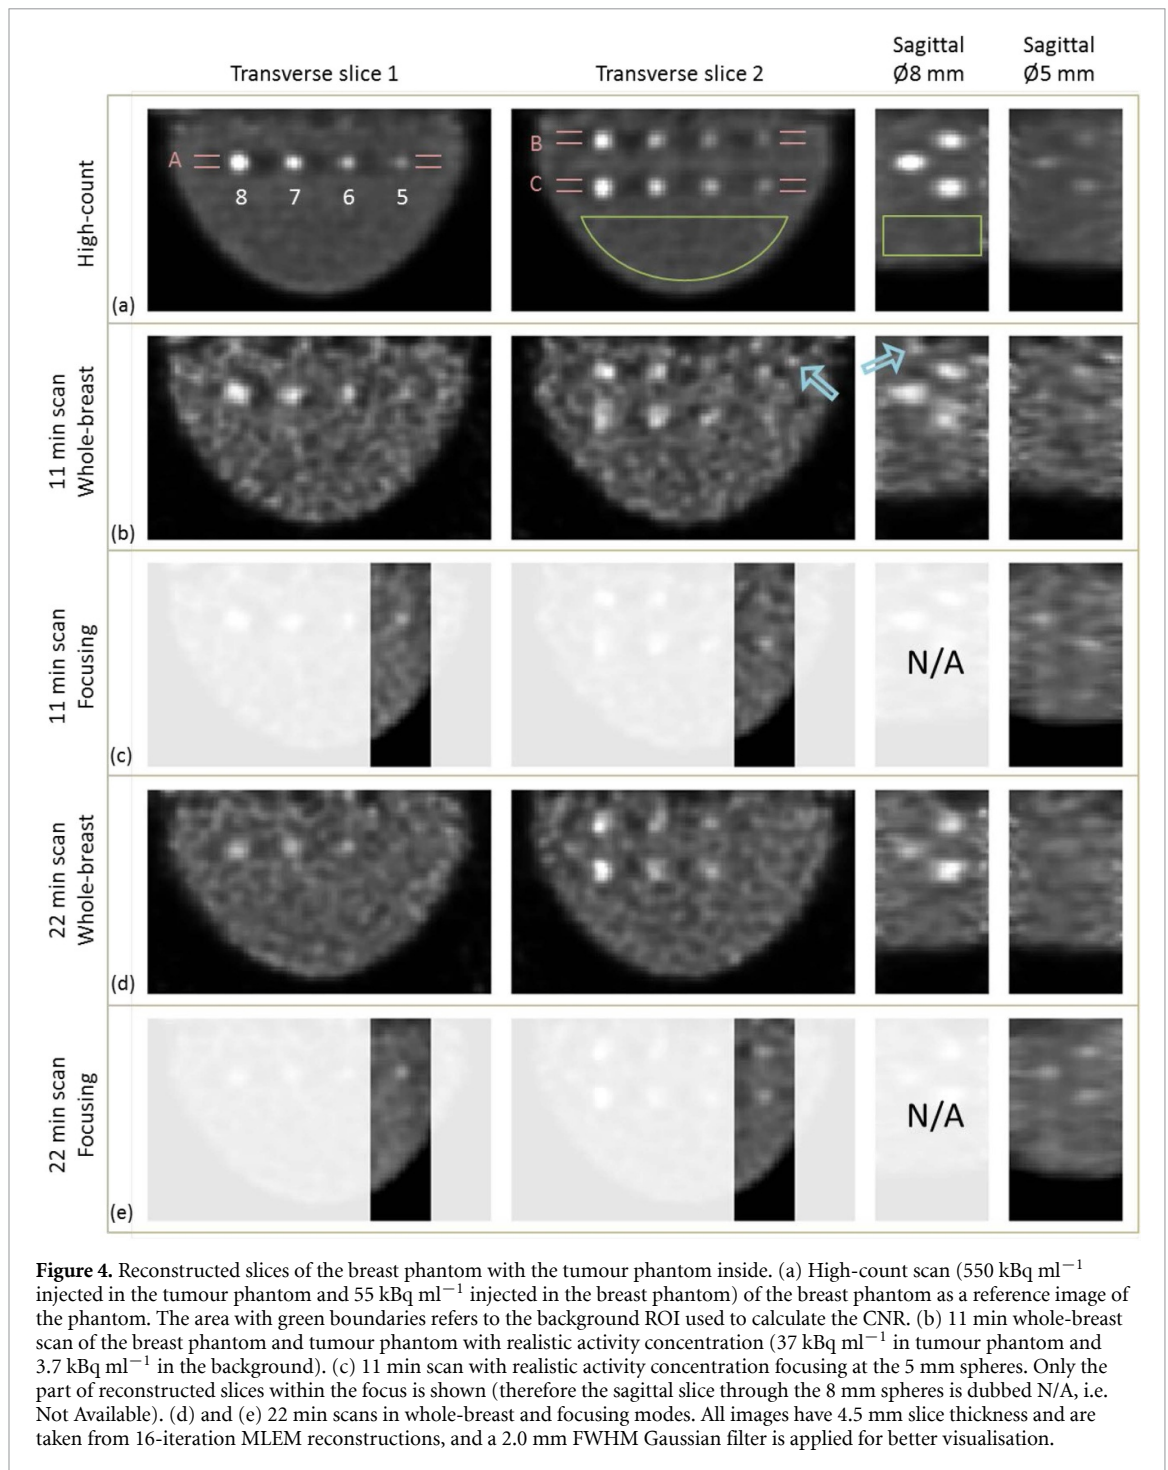 Transverse slice 1
Transverse slice 2
Sagittal
Ø8 mm
Sagittal
Ø5 mm
High-count
(a)
A
8
7
6
5
B
C
11 min scan
Whole-breast
(b)
11 min scan
Focusing
(c)
N/A
22 min scan
Whole-breast
(d)
22 min scan
Focusing
(e)
N/A
Figure 4. Reconstructed slices of the breast phantom with the tumour phantom inside. (a) High-count scan (550 kBq ml⁻¹
injected in the tumour phantom and 55 kBq ml⁻¹ injected in the breast phantom) of the breast phantom as a reference image of
the phantom. The area with green boundaries refers to the background ROI used to calculate the CNR. (b) 11 min whole-breast
scan of the breast phantom and tumour phantom with realistic activity concentration (37 kBq ml⁻¹ in tumour phantom and
3.7 kBq ml⁻¹ in the background). (c) 11 min scan with realistic activity concentration focusing at the 5 mm spheres. Only the
part of reconstructed slices within the focus is shown (therefore the sagittal slice through the 8 mm spheres is dubbed N/A, i.e.
Not Available). (d) and (e) 22 min scans in whole-breast and focusing modes. All images have 4.5 mm slice thickness and are
taken from 16-iteration MLEM reconstructions, and a 2.0 mm FWHM Gaussian filter is applied for better visualisation.